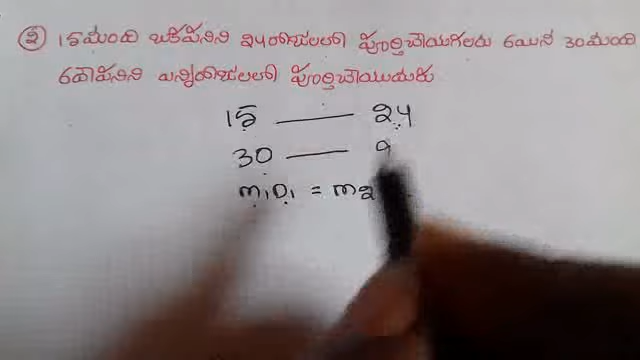 ② 15మంది ఒకపనిని 24రోజులలో పూర్తిచేయగలరు అయిన 30మంది
అదేపనిని ఎన్నిరోజులలో పూర్తిచేయుదురు
15 —— 24
30 —— ?
m₁D₁ = m₂